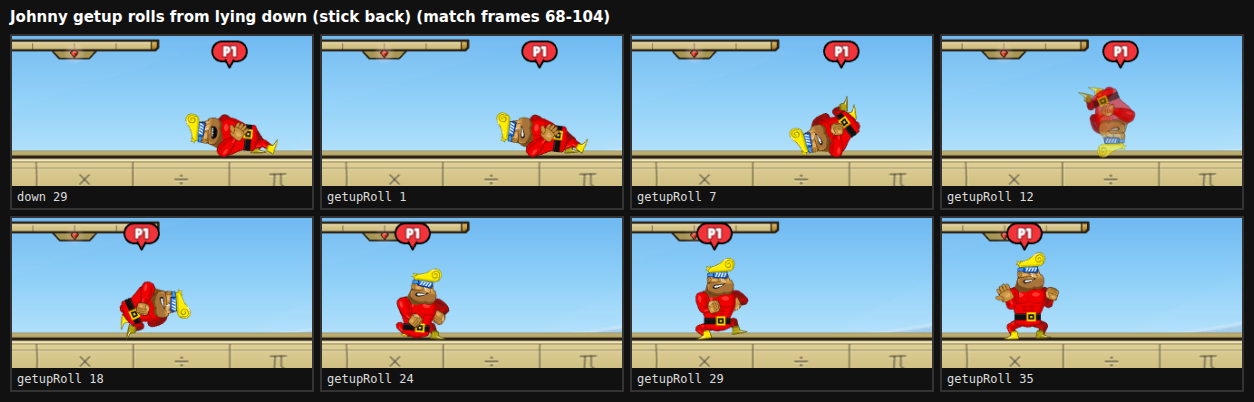 Johnny getup rolls from lying down (stick back) (match frames 68-104)
P1 P1 P1 P1
× ÷ π × ÷ π × ÷ π × ÷ π
down 29 getupRoll 1 getupRoll 7 getupRoll 12
P1 P1 P1 P1
× ÷ π × ÷ π × ÷ π × ÷ π
getupRoll 18 getupRoll 24 getupRoll 29 getupRoll 35